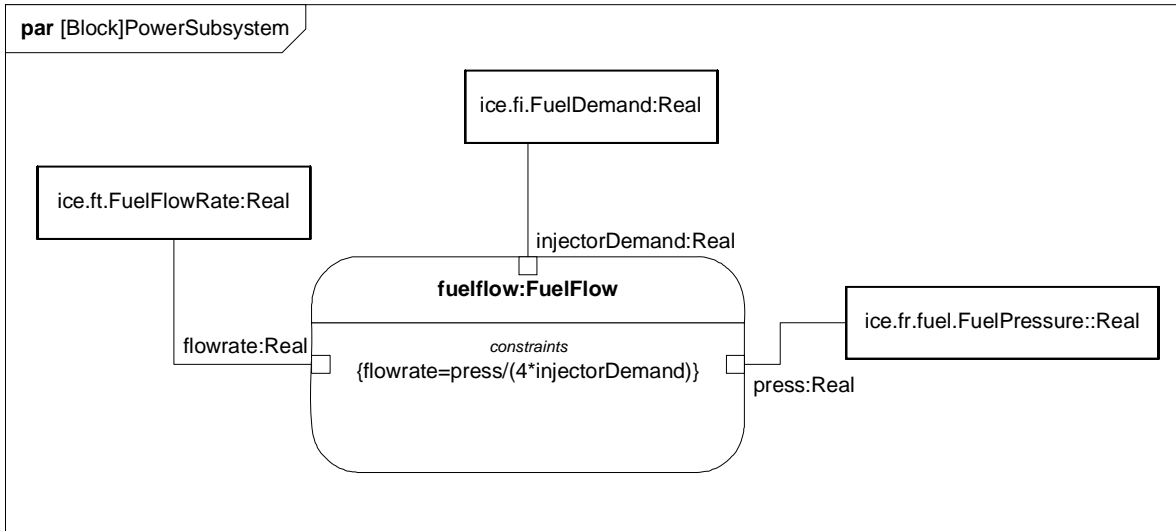 par [Block]PowerSubsystem
ice.fi.FuelDemand:Real
ice.ft.FuelFlowRate:Real
injectorDemand:Real
fuelflow:FuelFlow
ice.fr.fuel.FuelPressure::Real
flowrate:Real
constraints
{flowrate=press/(4*injectorDemand)}
press:Real